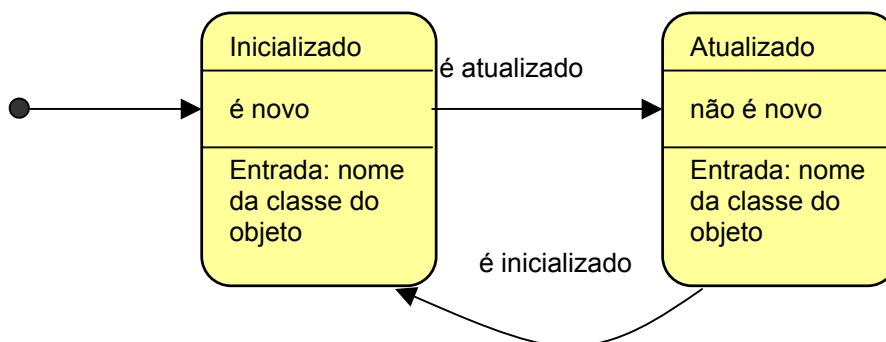 Inicializado
é novo
Entrada: nome
da classe do
objeto
é atualizado
Atualizado
não é novo
Entrada: nome
da classe do
objeto
é inicializado